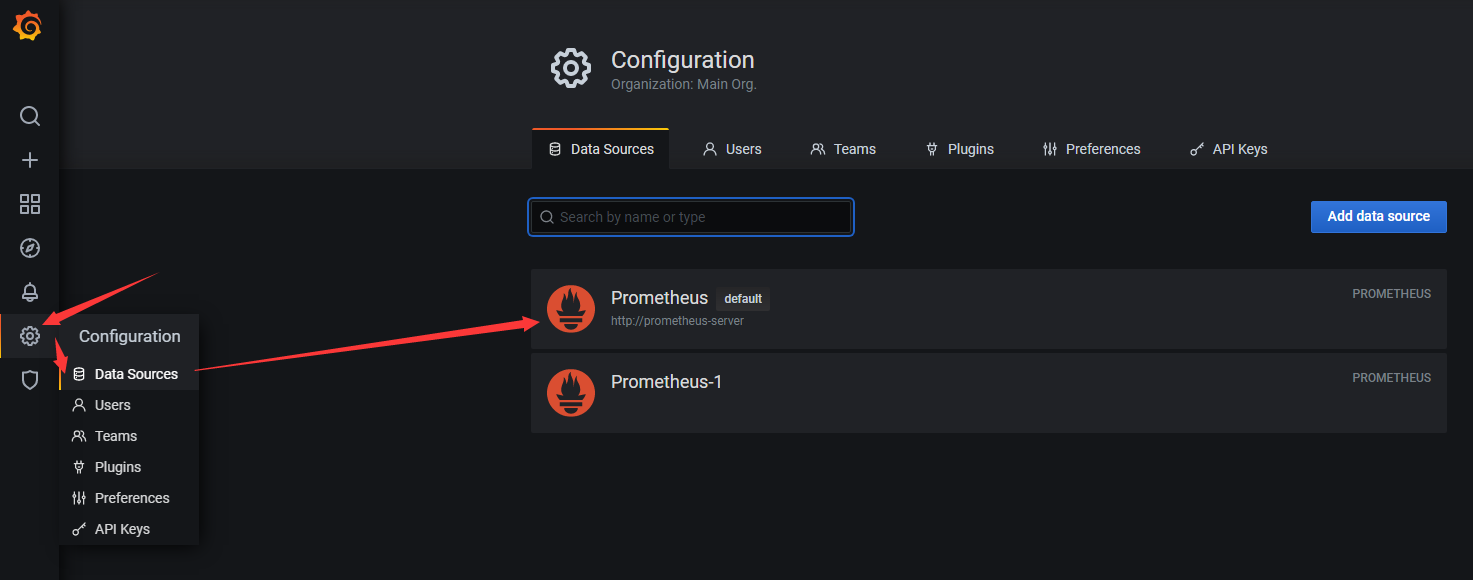 Configuration
Organization: Main Org.
Data Sources Users Teams Plugins Preferences API Keys
Search by name or type
Add data source
Prometheus default
PROMETHEUS
http://prometheus-server
Prometheus-1
PROMETHEUS
Configuration
Data Sources
Users
Teams
Plugins
Preferences
API Keys